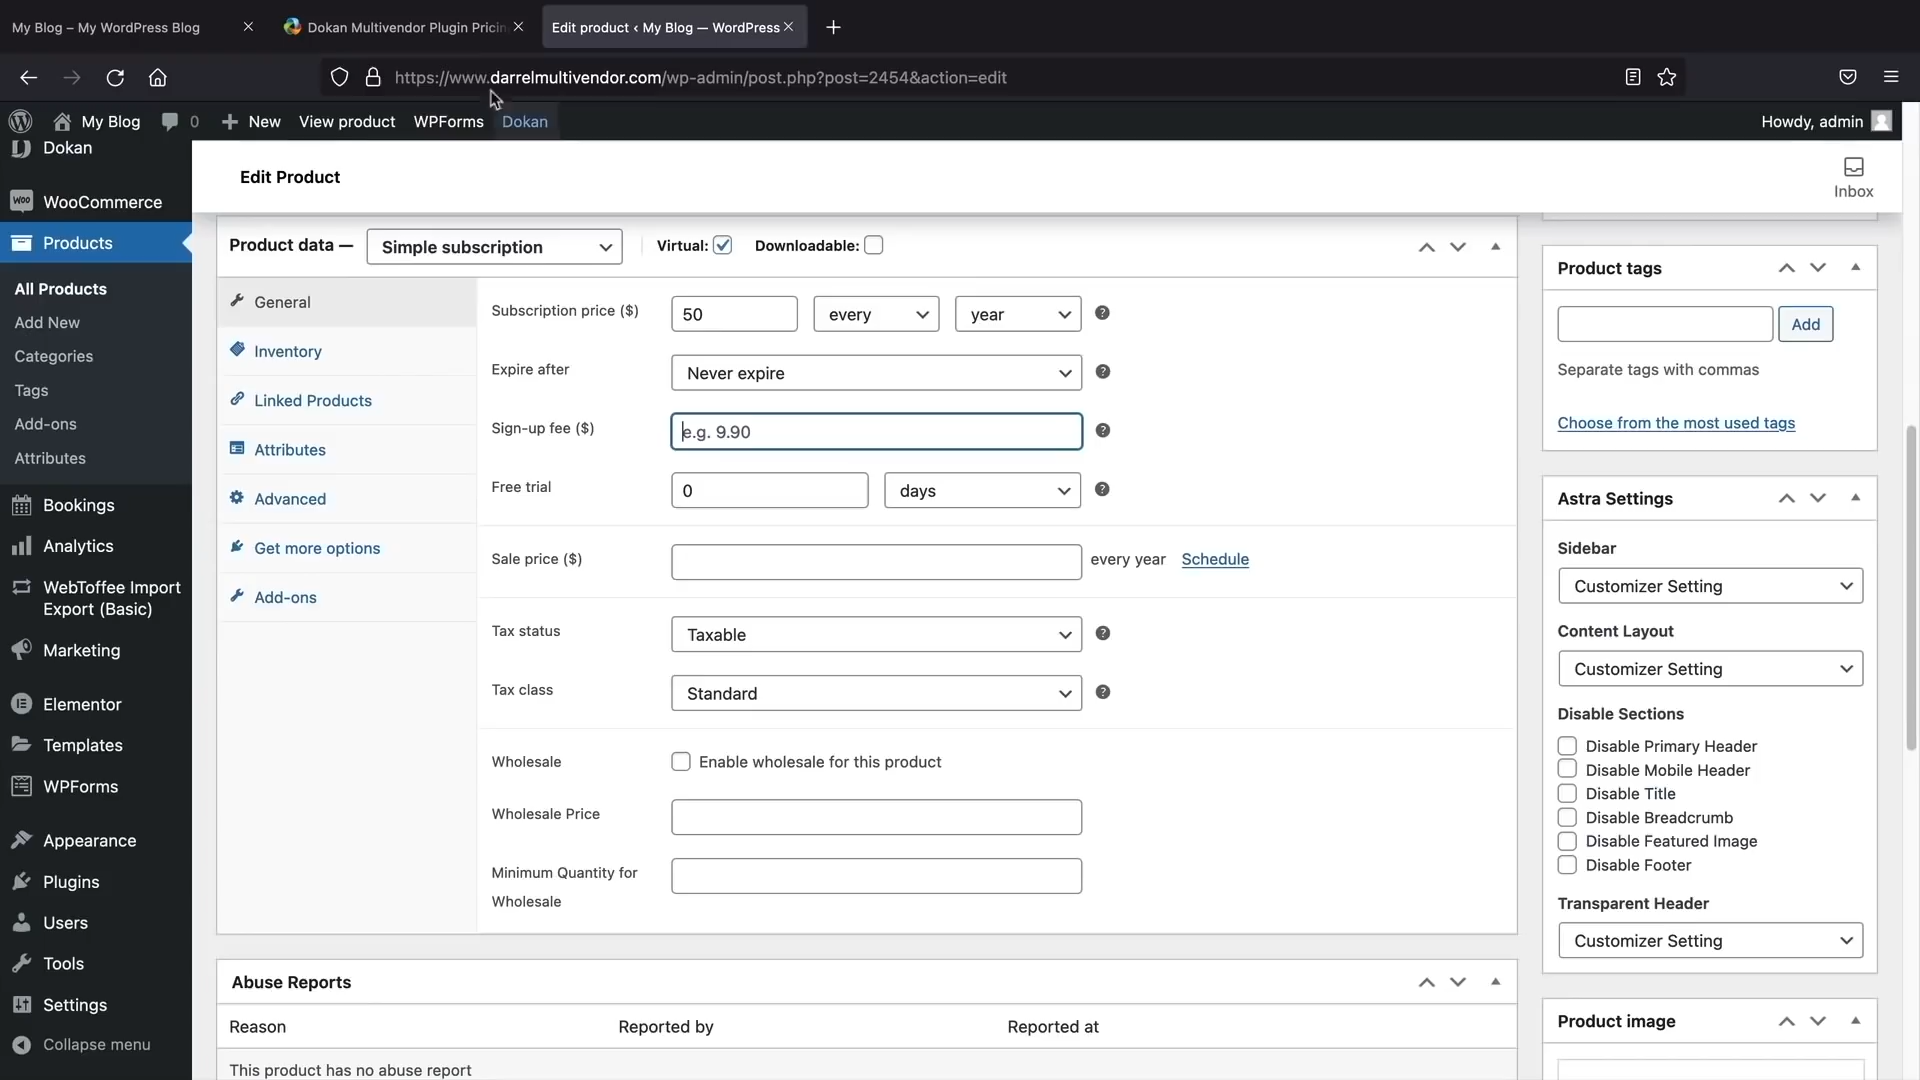 My Blog – My WordPress Blog
Dokan Multivendor Plugin Pricin
Edit product ‹ My Blog — WordPress
https://www.darrelmultivendor.com/wp-admin/post.php?post=2454&action=edit
My Blog
0
New
View product
WPForms
Dokan
Howdy, admin
Dokan
WooCommerce
Products
All Products
Add New
Categories
Tags
Add-ons
Attributes
Bookings
Analytics
WebToffee Import
Export (Basic)
Marketing
Elementor
Templates
WPForms
Appearance
Plugins
Users
Tools
Settings
Collapse menu
Edit Product
Inbox
Product data —
Simple subscription
Virtual:
Downloadable:
General
Inventory
Linked Products
Attributes
Advanced
Get more options
Add-ons
Subscription price ($)
50
every
year
Expire after
Never expire
Sign-up fee ($)
e.g. 9.90
Free trial
0
days
Sale price ($)
every year
Schedule
Tax status
Taxable
Tax class
Standard
Wholesale
Enable wholesale for this product
Wholesale Price
Minimum Quantity for
Wholesale
Abuse Reports
Reason
Reported by
Reported at
This product has no abuse report
Product tags
Add
Separate tags with commas
Choose from the most used tags
Astra Settings
Sidebar
Customizer Setting
Content Layout
Customizer Setting
Disable Sections
Disable Primary Header
Disable Mobile Header
Disable Title
Disable Breadcrumb
Disable Featured Image
Disable Footer
Transparent Header
Customizer Setting
Product image